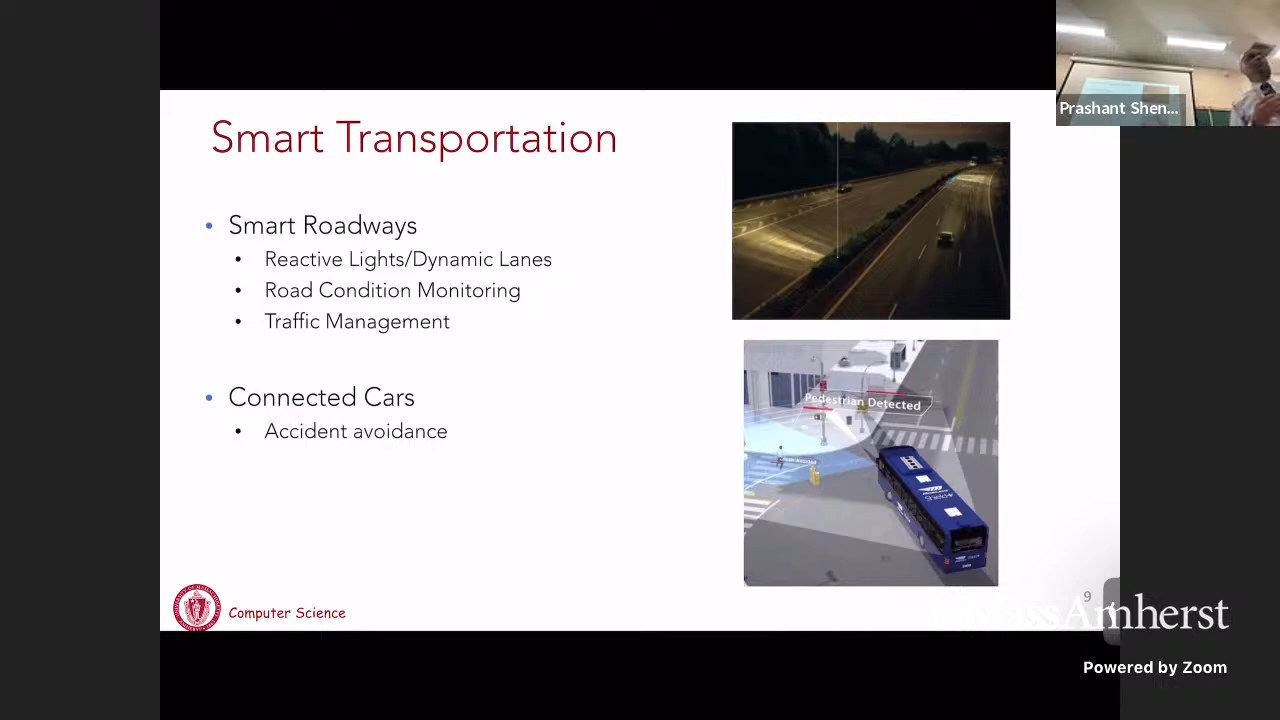 Prashant Shen...
Smart Transportation
• Smart Roadways
• Reactive Lights/Dynamic Lanes
• Road Condition Monitoring
• Traffic Management
• Connected Cars
• Accident avoidance
Pedestrian Detected
Computer Science
9
UMassAmherst
Powered by Zoom